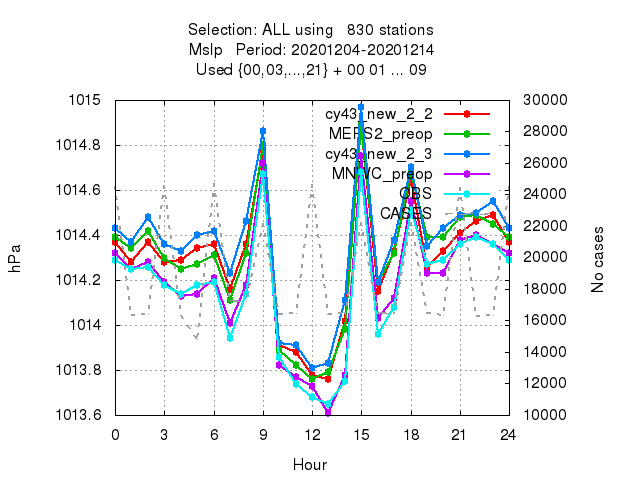 Selection: ALL using   830 stations
Mslp   Period: 20201204-20201214
Used {00,03,...,21} + 00 01 ... 09
1015
1014.8
1014.6
1014.4
1014.2
1014
1013.8
1013.6
hPa
30000
28000
26000
24000
22000
20000
18000
16000
14000
12000
10000
No cases
cy43_new_2_2
MEPS2_preop
cy43_new_2_3
MNWC_preop
OBS
CASES
0 3 6 9 12 15 18 21 24
Hour